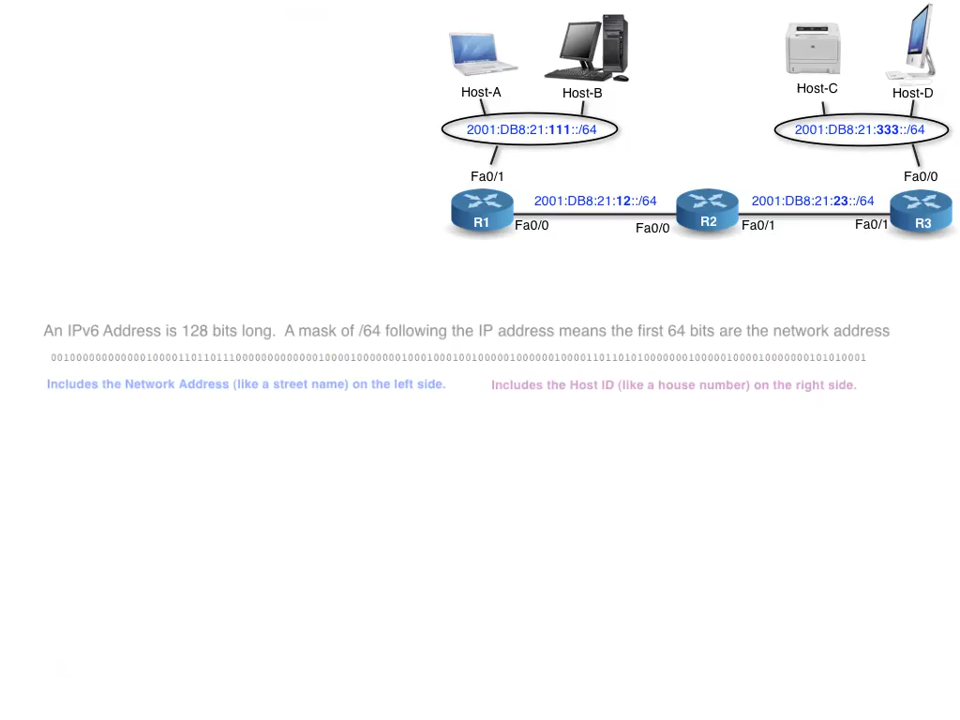 Host-A
Host-B
Host-C
Host-D
2001:DB8:21:111::/64
2001:DB8:21:333::/64
Fa0/1
Fa0/0
2001:DB8:21:12::/64
2001:DB8:21:23::/64
R1
R2
R3
Fa0/0
Fa0/0
Fa0/1
Fa0/1
An IPv6 Address is 128 bits long. A mask of /64 following the IP address means the first 64 bits are the network address
Includes the Network Address (like a street name) on the left side.
Includes the Host ID (like a house number) on the right side.